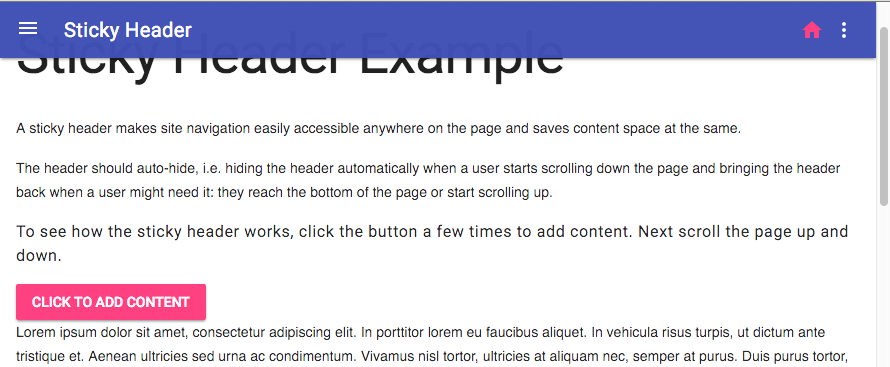 Sticky Header
Sticky Header Example
A sticky header makes site navigation easily accessible anywhere on the page and saves content space at the same.
The header should auto-hide, i.e. hiding the header automatically when a user starts scrolling down the page and bringing the header
back when a user might need it: they reach the bottom of the page or start scrolling up.
To see how the sticky header works, click the button a few times to add content. Next scroll the page up and
down.
CLICK TO ADD CONTENT
Lorem ipsum dolor sit amet, consectetur adipiscing elit. In porttitor lorem eu faucibus aliquet. In vehicula risus turpis, ut dictum ante
tristique et. Aenean ultricies sed urna ac condimentum. Vivamus nisl tortor, ultricies at aliquam nec, semper at purus. Duis purus tortor,